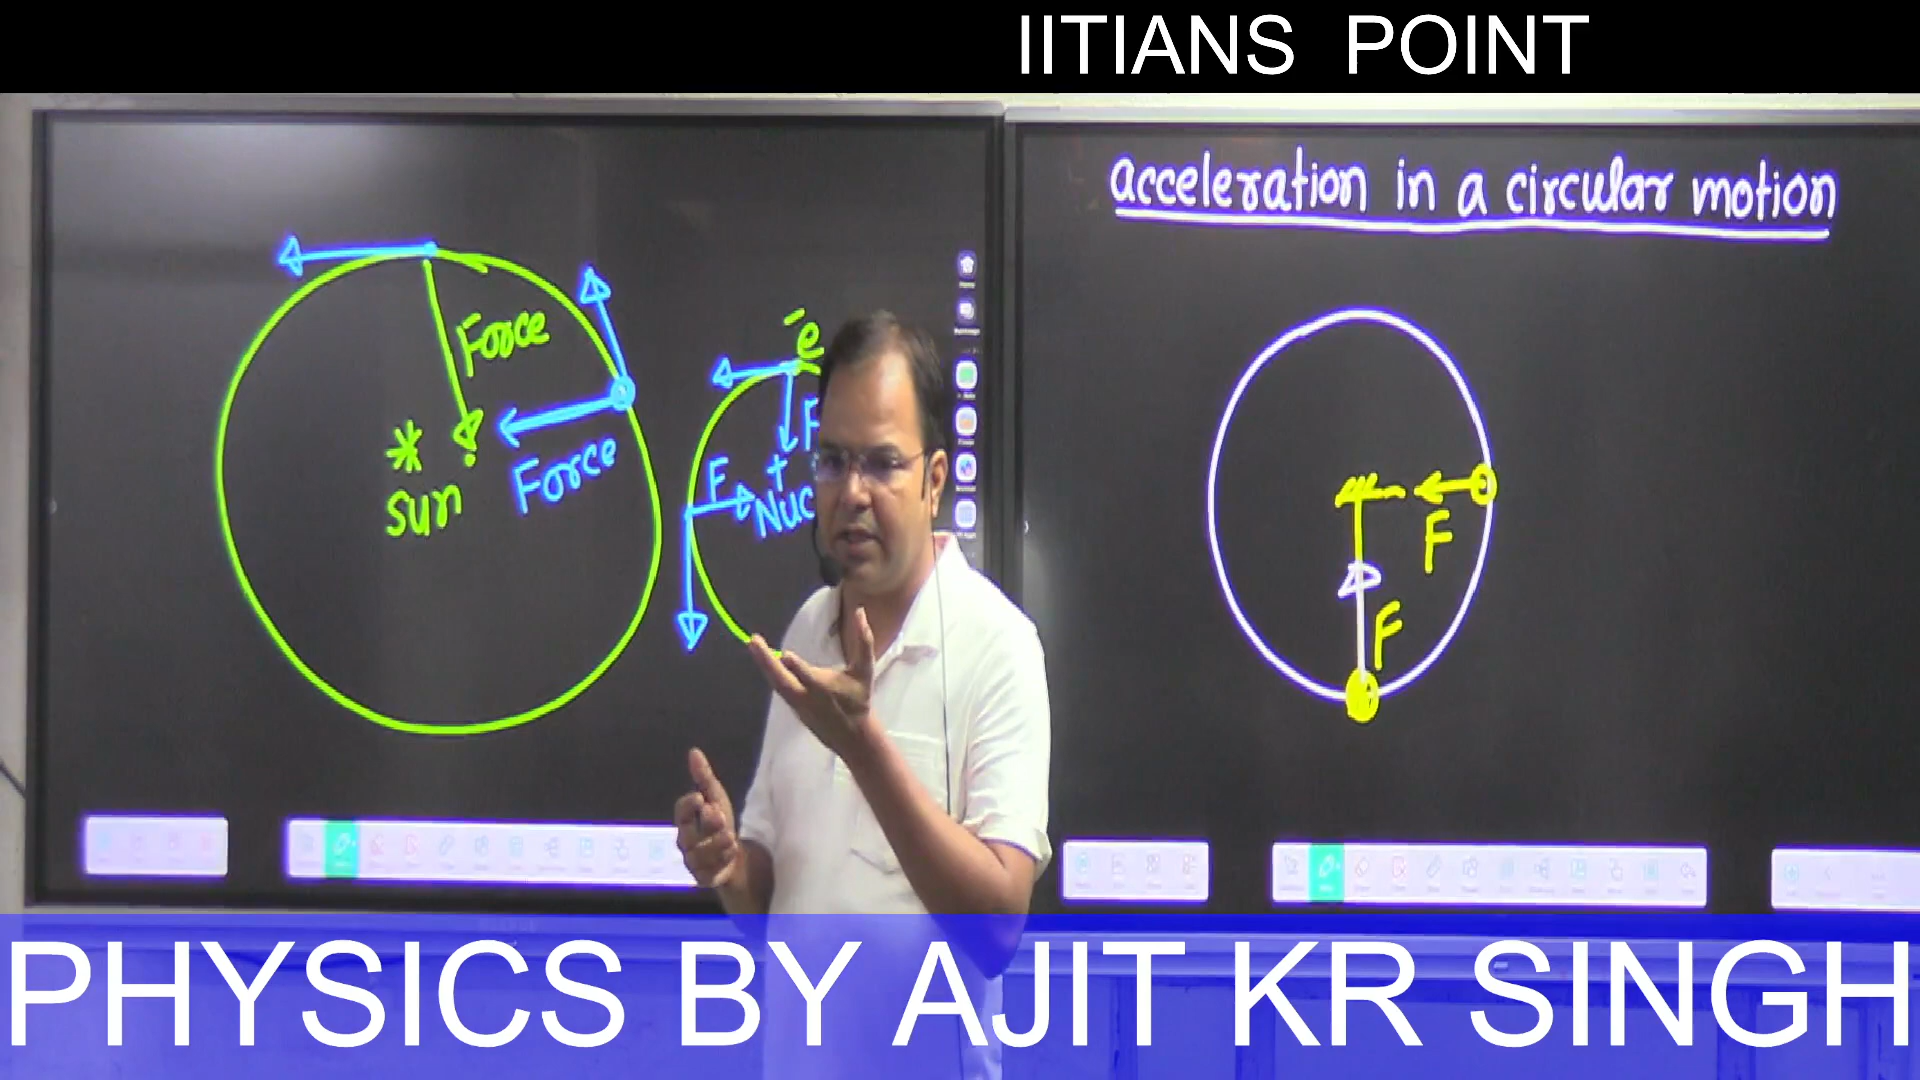 IITIANS POINT
acceleration in a circular motion
-e
Force
F
F
+
sun
Force
Nuc
F
F
PHYSICS BY AJIT KR SINGH